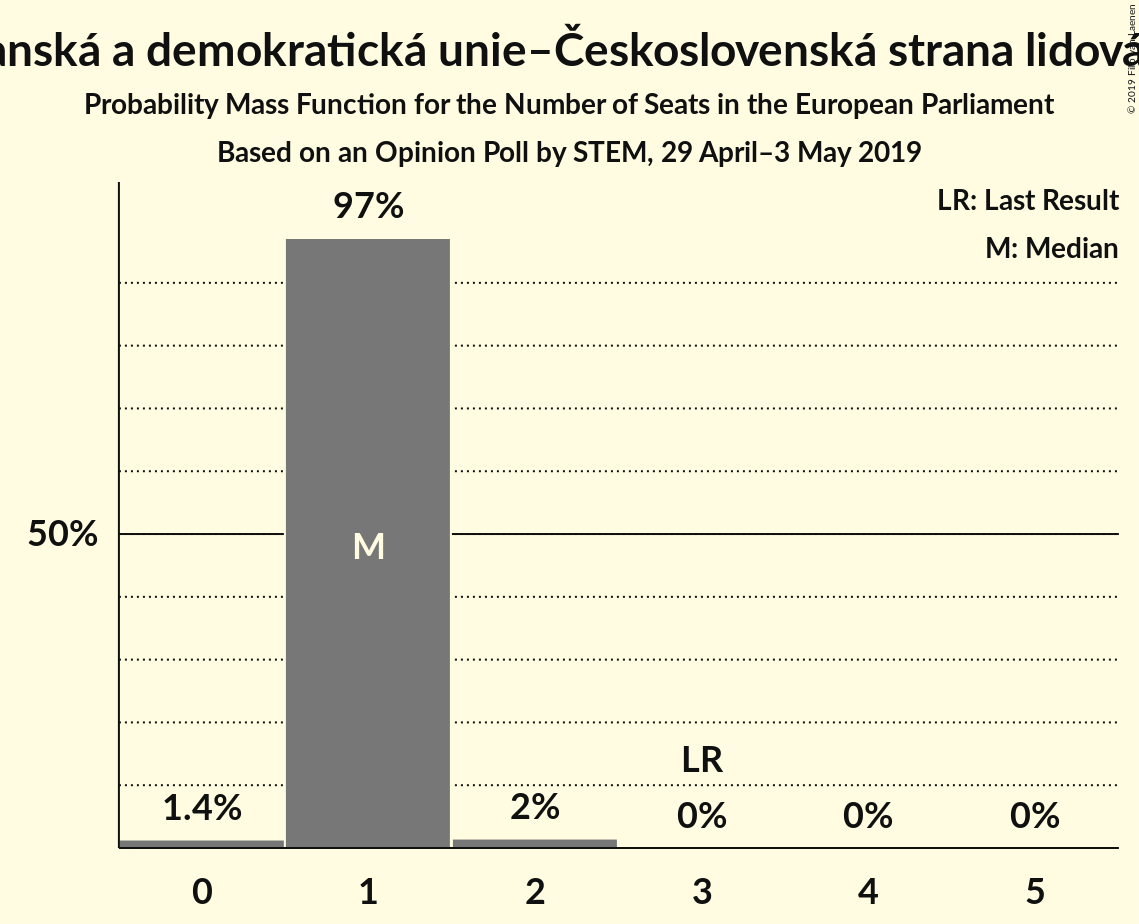 a demokratická unie–Československá strana
Probability Mass Function for the Number of Seats in the European Parliament
Based on an Opinion Poll by STEM, 29 April–3 May 2019
LR: Last Result
M: Median
97%
50%
M
LR
1.4%
2%
0%
0%
0%
0
1
2
3
4
5
© 2019